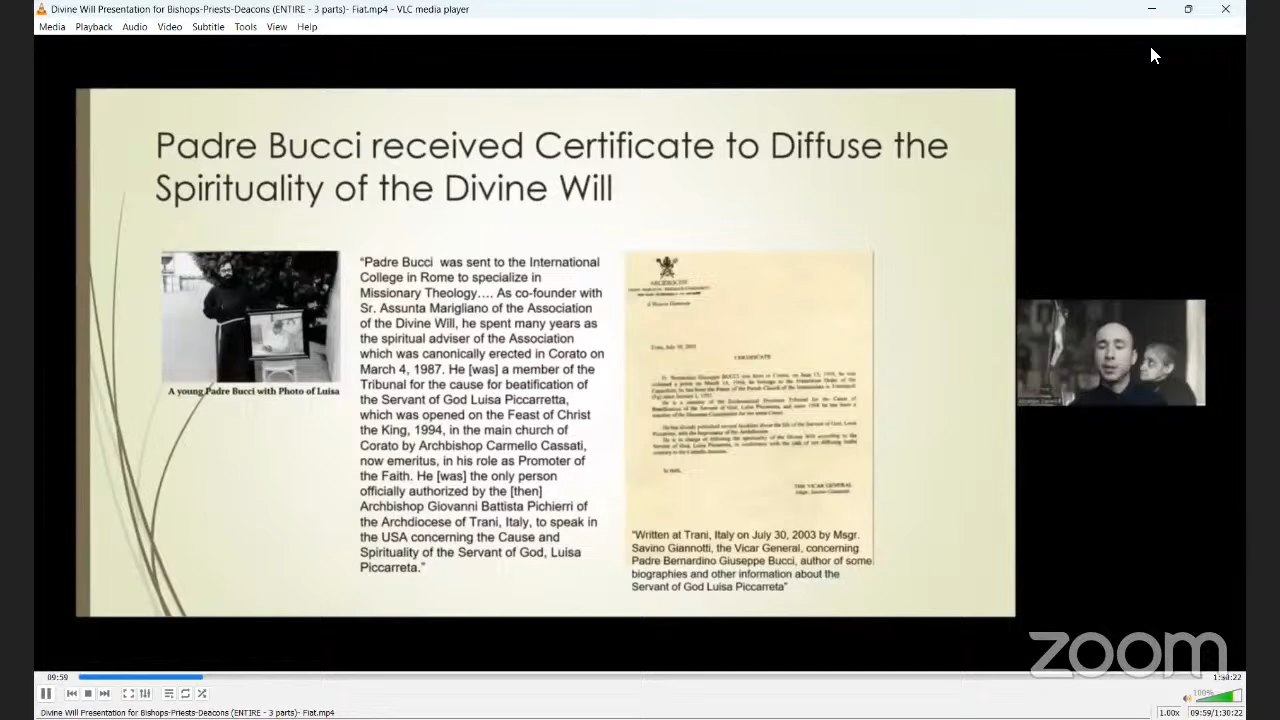 Divine Will Presentation for Bishops-Priests-Deacons (ENTIRE - 3 parts)- Fiat.mp4 - VLC media player
Media Playback Audio Video Subtitle Tools View Help
Padre Bucci received Certificate to Diffuse the
Spirituality of the Divine Will
A young Padre Bucci with Photo of Luisa
“Padre Bucci was sent to the International
College in Rome to specialize in
Missionary Theology…. As co-founder with
Sr. Assunta Marigliano of the Association
of the Divine Will, he spent many years as
the spiritual adviser of the Association
which was canonically erected in Corato on
March 4, 1987. He [was] a member of the
Tribunal for the cause for beatification of
the Servant of God Luisa Piccarretta,
which was opened on the Feast of Christ
the King, 1994, in the main church of
Corato by Archbishop Carmello Cassati,
now emeritus, in his role as Promoter of
the Faith. He [was] the only person
officially authorized by the [then]
Archbishop Giovanni Battista Pichierri of
the Archdiocese of Trani, Italy, to speak in
the USA concerning the Cause and
Spirituality of the Servant of God, Luisa
Piccarreta.”
Trani, July 30, 2003
CERTIFICATE
THE VICAR GENERAL
“Written at Trani, Italy on July 30, 2003 by Msgr.
Savino Giannotti, the Vicar General, concerning
Padre Bernardino Giuseppe Bucci, author of some
biographies and other information about the
Servant of God Luisa Piccarreta”
zoom
09:59
1:30:22
100%
Divine Will Presentation for Bishops-Priests-Deacons (ENTIRE - 3 parts)- Fiat.mp4
1.00x
09:59/1:30:22